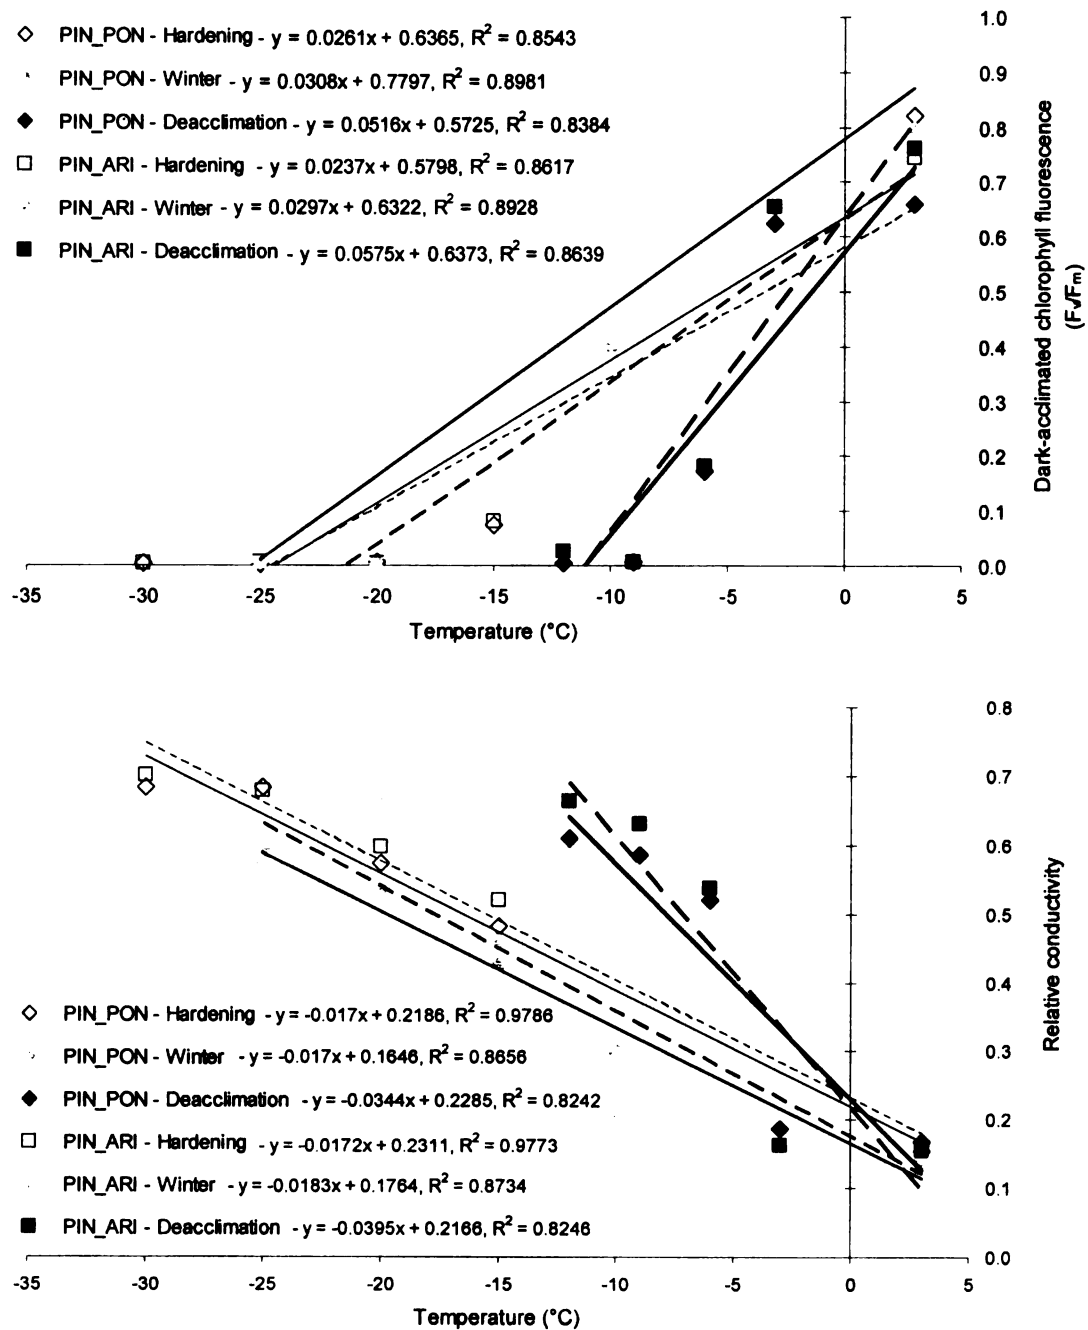 PIN_PON - Hardening - y = 0.0261x + 0.6365, R² = 0.8543
PIN_PON - Winter - y = 0.0308x + 0.7797, R² = 0.8981
PIN_PON - Deacclimation - y = 0.0516x + 0.5725, R² = 0.8384
PIN_ARI - Hardening - y = 0.0237x + 0.5798, R² = 0.8617
PIN_ARI - Winter - y = 0.0297x + 0.6322, R² = 0.8928
PIN_ARI - Deacclimation - y = 0.0575x + 0.6373, R² = 0.8639
1.0
0.9
0.8
0.7
0.6
0.5
0.4
0.3
0.2
0.1
0.0
Dark-acclimated chlorophyll fluorescence
(Fv/Fm)
-35 -30 -25 -20 -15 -10 -5 0 5
Temperature (°C)
0.8
0.7
0.6
0.5
0.4
0.3
0.2
0.1
0.0
Relative conductivity
PIN_PON - Hardening - y = -0.017x + 0.2186, R² = 0.9786
PIN_PON - Winter - y = -0.017x + 0.1646, R² = 0.8656
PIN_PON - Deacclimation - y = -0.0344x + 0.2285, R² = 0.8242
PIN_ARI - Hardening - y = -0.0172x + 0.2311, R² = 0.9773
PIN_ARI - Winter - y = -0.0183x + 0.1764, R² = 0.8734
PIN_ARI - Deacclimation - y = -0.0395x + 0.2166, R² = 0.8246
-35 -30 -25 -20 -15 -10 -5 0 5
Temperature (°C)